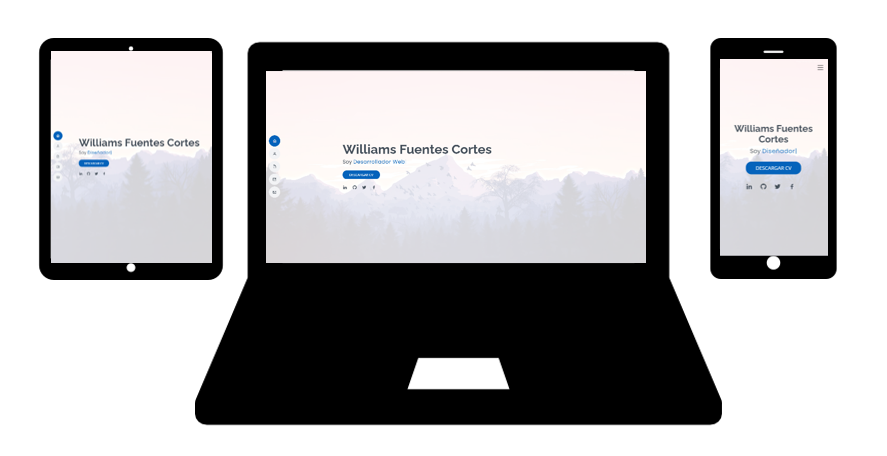 Williams Fuentes Cortes
Soy Diseñador|
DESCARGAR CV
Williams Fuentes Cortes
Soy Desarrollador Web
DESCARGAR CV
Williams Fuentes
Cortes
Soy Diseñador|
DESCARGAR CV